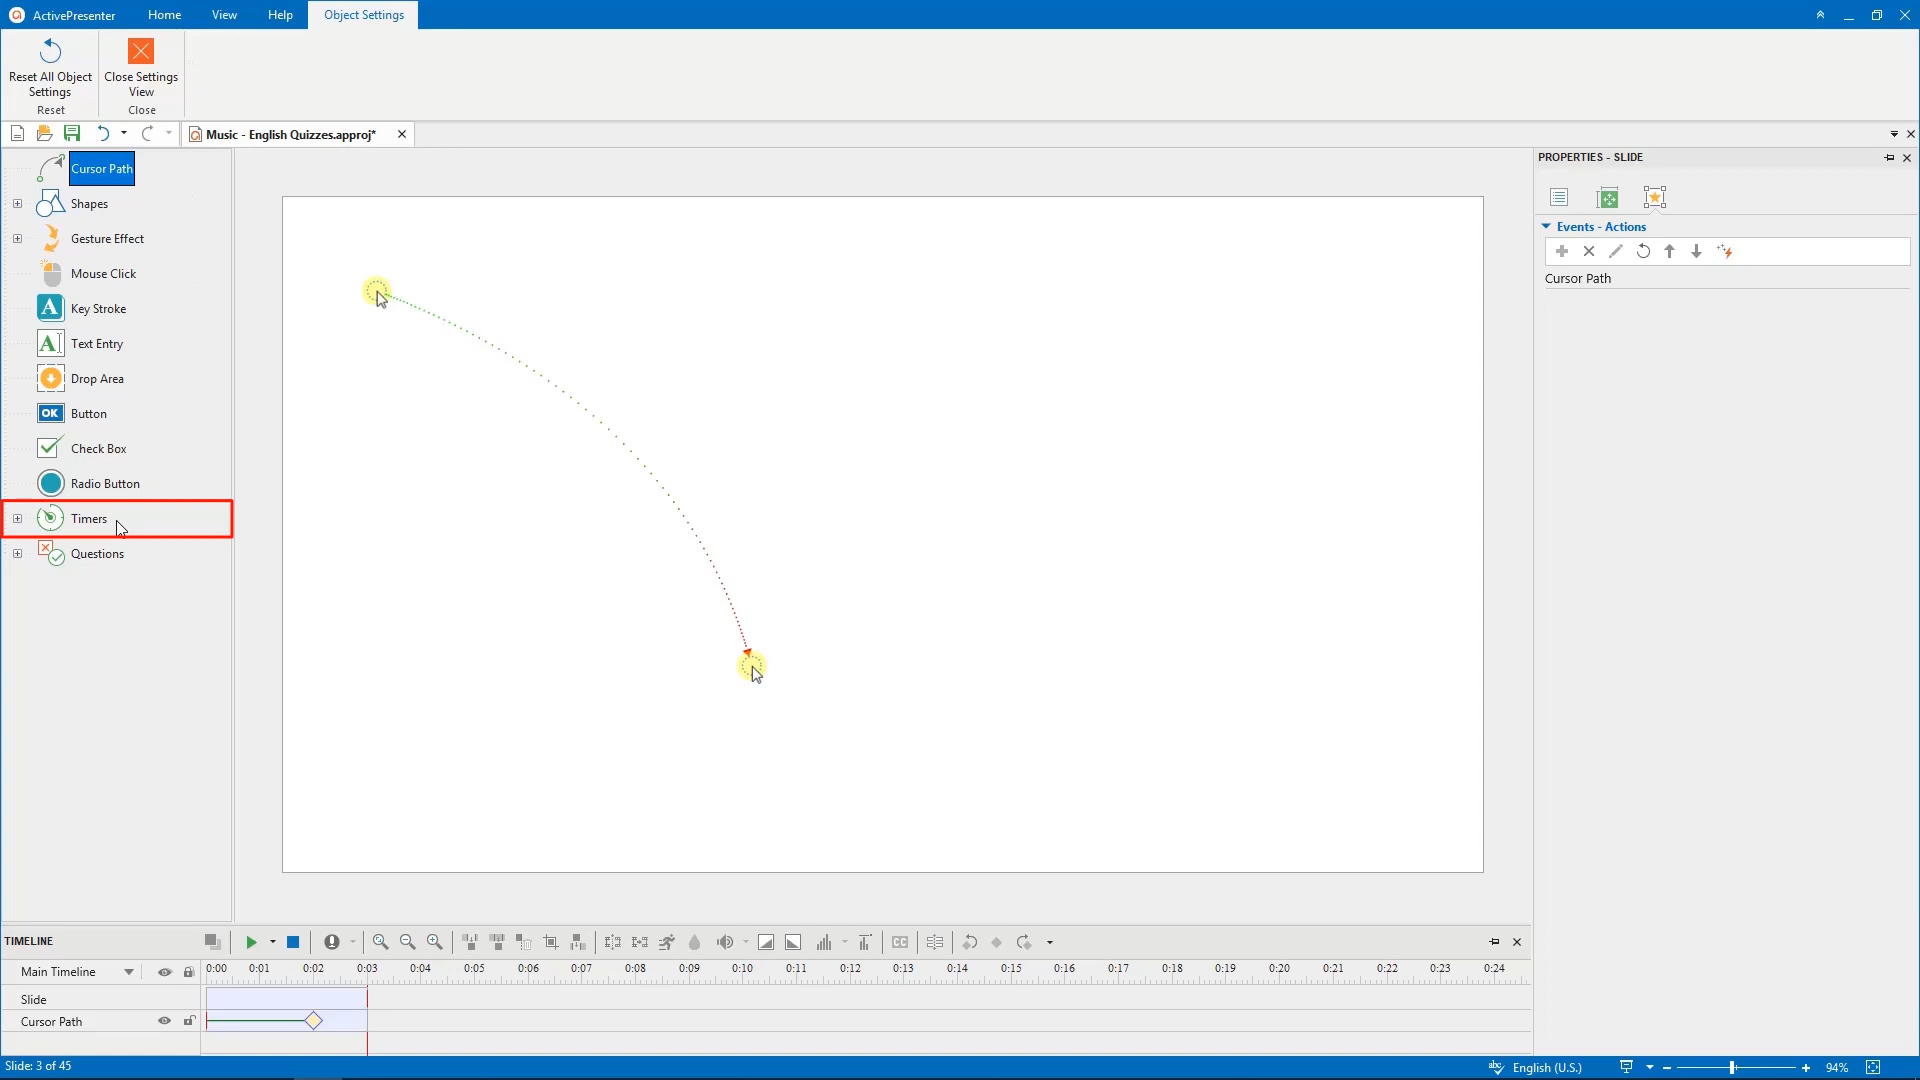 ActivePresenter Home View Help Object Settings
Reset All Object Settings
Close Settings View
Reset Close
Music - English Quizzes.approj*
Cursor Path
Shapes
Gesture Effect
Mouse Click
Key Stroke
Text Entry
Drop Area
OK Button
Check Box
Radio Button
Timers
Questions
PROPERTIES - SLIDE
Events - Actions
Cursor Path
TIMELINE
CC
Main Timeline 0:00 0:01 0:02 0:03 0:04 0:05 0:06 0:07 0:08 0:09 0:10 0:11 0:12 0:13 0:14 0:15 0:16 0:17 0:18 0:19 0:20 0:21 0:22 0:23 0:24
Slide
Cursor Path
Slide: 3 of 45 abc English (U.S.) 94%